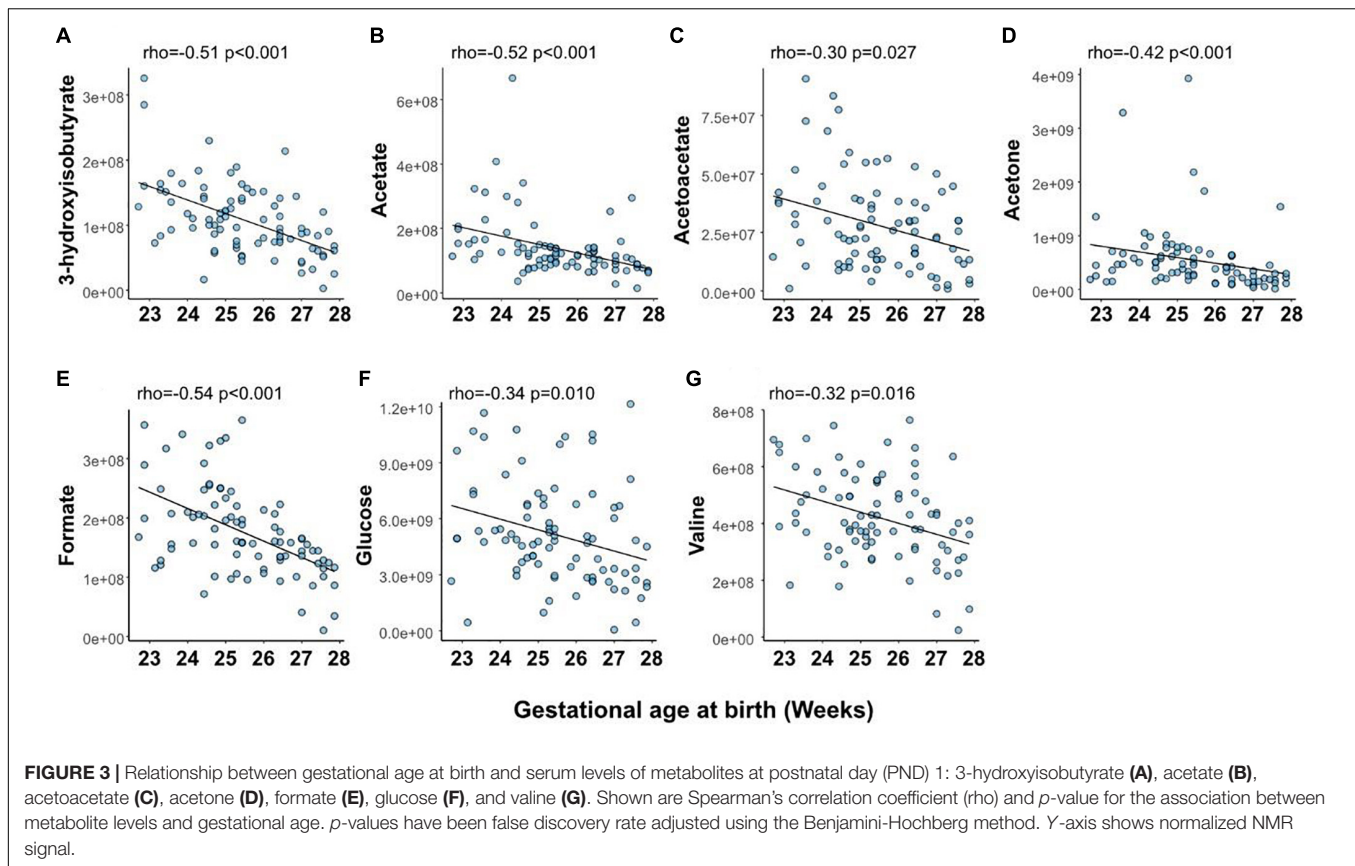 A
rho=-0.51 p<0.001
3-hydroxyisobutyrate
3e+08
2e+08
1e+08
0e+00
23 24 25 26 27 28
B
rho=-0.52 p<0.001
Acetate
6e+08
4e+08
2e+08
0e+00
23 24 25 26 27 28
C
rho=-0.30 p=0.027
Acetoacetate
7.5e+07
5.0e+07
2.5e+07
0.0e+00
23 24 25 26 27 28
D
rho=-0.42 p<0.001
Acetone
4e+09
3e+09
2e+09
1e+09
0e+00
23 24 25 26 27 28
E
rho=-0.54 p<0.001
Formate
3e+08
2e+08
1e+08
0e+00
23 24 25 26 27 28
F
rho=-0.34 p=0.010
Glucose
1.2e+10
9.0e+09
6.0e+09
3.0e+09
0.0e+00
23 24 25 26 27 28
G
rho=-0.32 p=0.016
Valine
8e+08
6e+08
4e+08
2e+08
0e+00
23 24 25 26 27 28
Gestational age at birth (Weeks)
FIGURE 3 | Relationship between gestational age at birth and serum levels of metabolites at postnatal day (PND) 1: 3-hydroxyisobutyrate (A), acetate (B),
acetoacetate (C), acetone (D), formate (E), glucose (F), and valine (G). Shown are Spearman's correlation coefficient (rho) and p-value for the association between
metabolite levels and gestational age. p-values have been false discovery rate adjusted using the Benjamini-Hochberg method. Y-axis shows normalized NMR
signal.